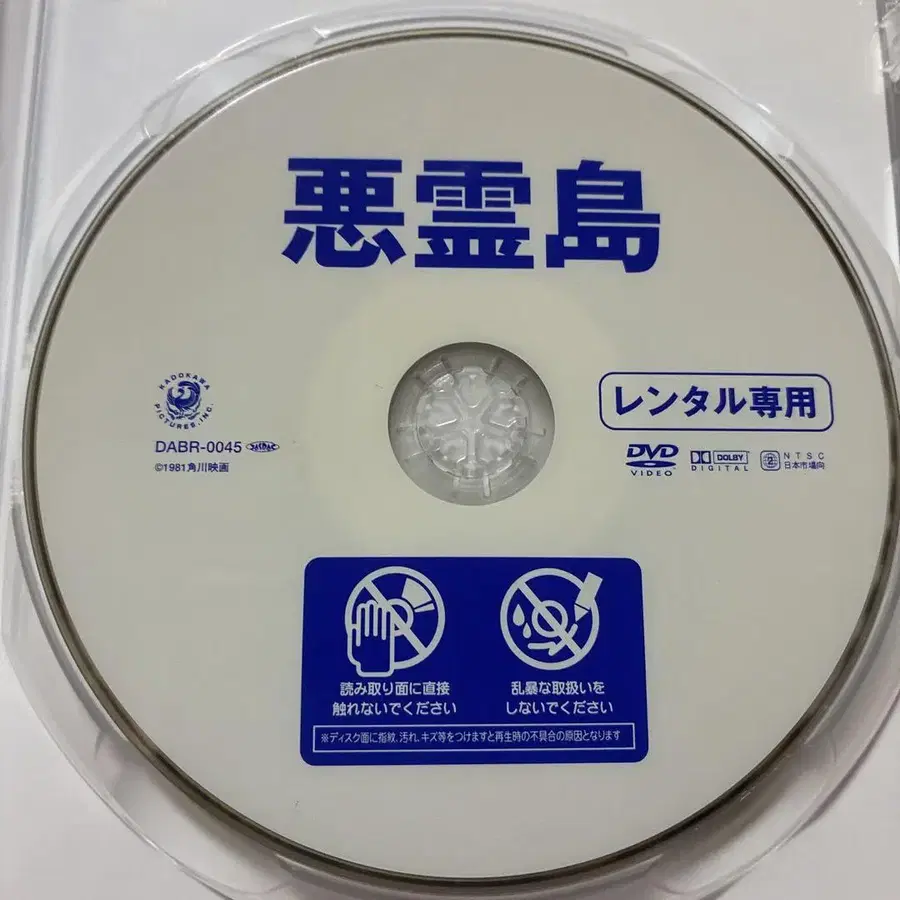 悪霊島
KADOKAWA
PICTURES, INC.
DABR-0045
©1981角川映画
レンタル専用
DVD
VIDEO
DOLBY
DIGITAL
2
NTSC
日本市場向
読み取り面に直接
触れないでください
乱暴な取扱いを
しないでください
※ディスク面に指紋、汚れ、キズ等をつけますと再生時の不具合の原因となります